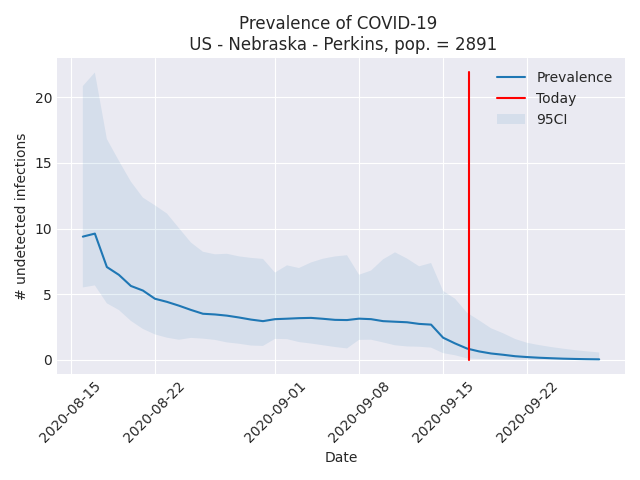 Prevalence of COVID-19
US - Nebraska - Perkins, pop. = 2891
Prevalence
Today
95CI
20
15
10
5
0
# undetected infections
2020-08-15
2020-08-22
2020-09-01
2020-09-08
2020-09-15
2020-09-22
Date